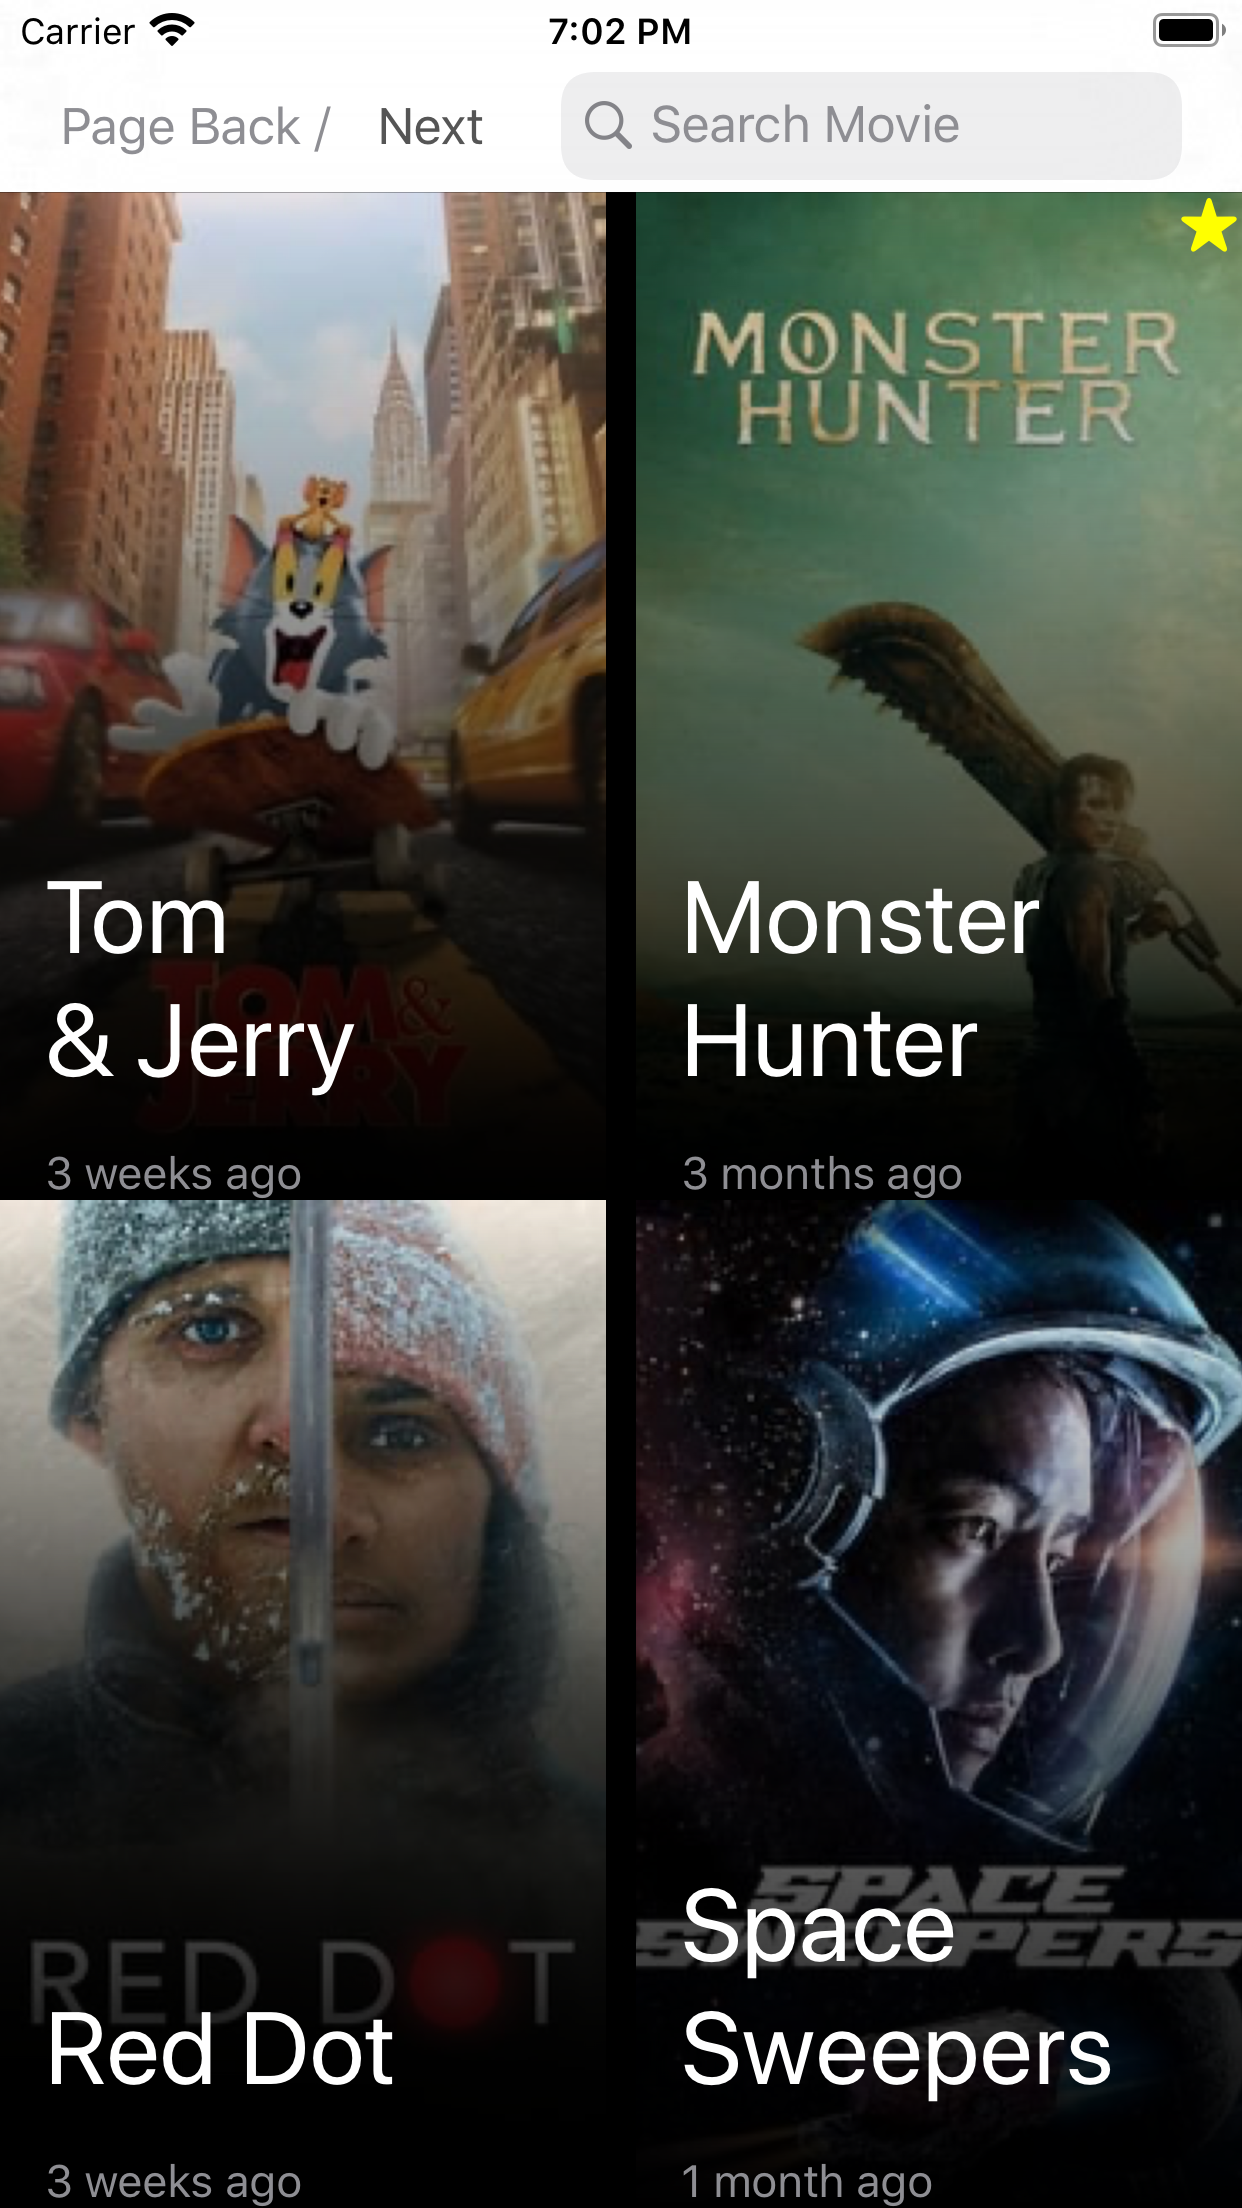 Carrier 7:02 PM
Page Back / Next Search Movie
MONSTER
HUNTER
Tom
& Jerry
TOM&
JERRY
3 weeks ago
Monster
Hunter
3 months ago
RED DOT
Red Dot
3 weeks ago
SPACE
SWEEPERS
Space
Sweepers
1 month ago